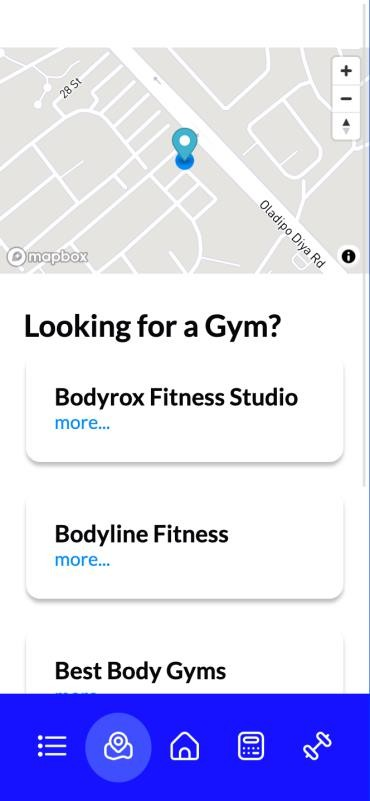 28 St
Oladipo Diya Rd
mapbox
Looking for a Gym?
Bodyrox Fitness Studio
more...
Bodyline Fitness
more...
Best Body Gyms